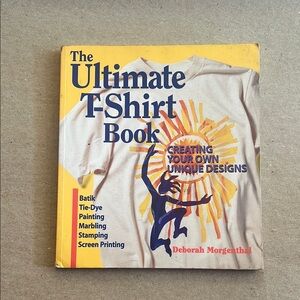 The
Ultimate
T-Shirt
Book
CREATING
YOUR OWN
UNIQUE DESIGNS
Batik
Tie-Dye
Painting
Marbling
Stamping
Screen Printing
Deborah Morgenthal